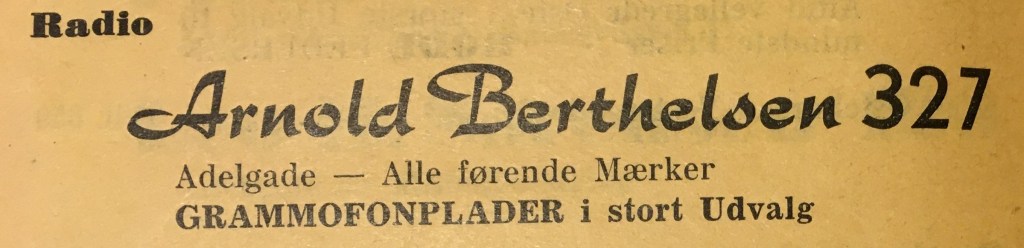 Radio
Arnold Berthelsen 327
Adelgade — Alle førende Mærker
GRAMMOFONPLADER i stort Udvalg